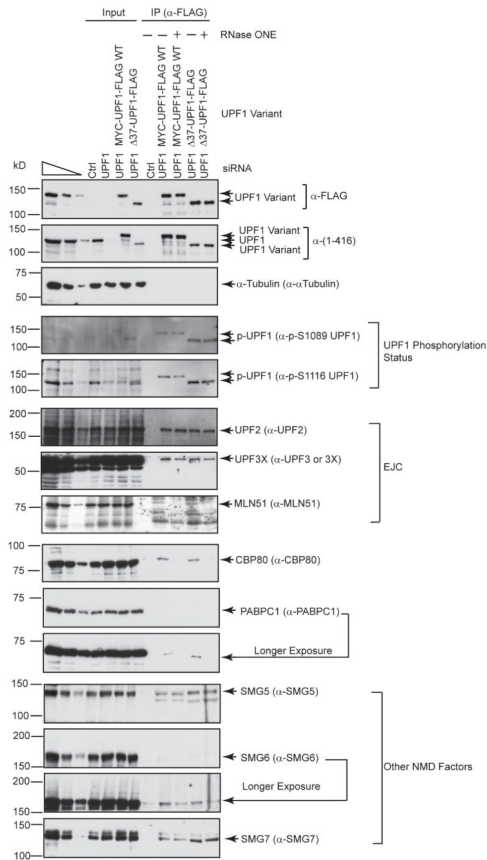 Input
IP (α-FLAG)
– – + – + RNase ONE
MYC-UPF1-FLAG WT
Δ37-UPF1-FLAG
MYC-UPF1-FLAG WT
MYC-UPF1-FLAG WT
Δ37-UPF1-FLAG
Δ37-UPF1-FLAG
UPF1 Variant
kD
Ctrl
UPF1
UPF1
UPF1
Ctrl
UPF1
UPF1
UPF1
UPF1
siRNA
150
100
UPF1 Variant
α-FLAG
150
100
UPF1 Variant
UPF1
UPF1 Variant
α-(1-416)
75
50
α-Tubulin (α-αTubulin)
150
100
p-UPF1 (α-p-S1089 UPF1)
150
100
p-UPF1 (α-p-S1116 UPF1)
UPF1 Phosphorylation
Status
200
150
UPF2 (α-UPF2)
50
UPF3X (α-UPF3 or 3X)
75
MLN51 (α-MLN51)
EJC
100
75
CBP80 (α-CBP80)
75
PABPC1 (α-PABPC1)
75
Longer Exposure
150
100
SMG5 (α-SMG5)
200
150
SMG6 (α-SMG6)
200
150
Longer Exposure
150
100
SMG7 (α-SMG7)
Other NMD Factors